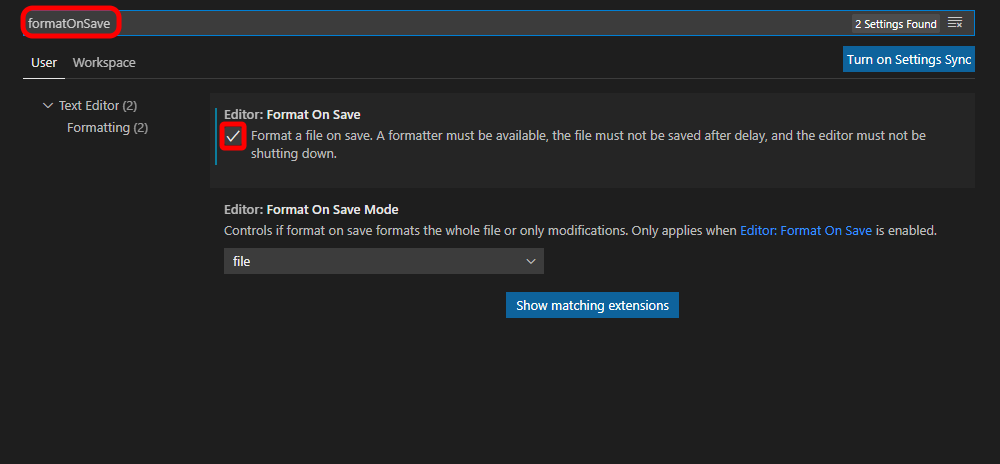 formatOnSave
2 Settings Found
User
Workspace
Turn on Settings Sync
Text Editor (2)
Formatting (2)
Editor: Format On Save
Format a file on save. A formatter must be available, the file must not be saved after delay, and the editor must not be
shutting down.
Editor: Format On Save Mode
Controls if format on save formats the whole file or only modifications. Only applies when Editor: Format On Save is enabled.
file
Show matching extensions